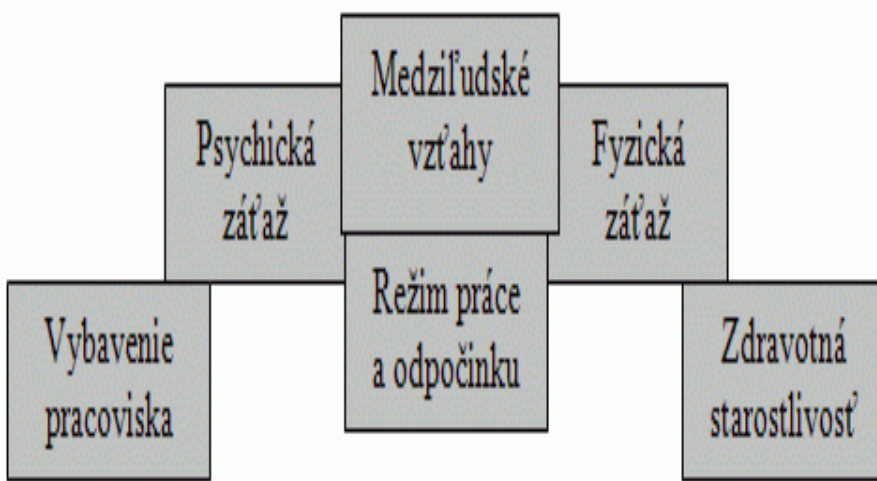 Medziľudské
vzťahy
Psychická
záťaž
Fyzická
záťaž
Režim práce
a odpočinku
Vybavenie
pracoviska
Zdravotná
starostlivosť